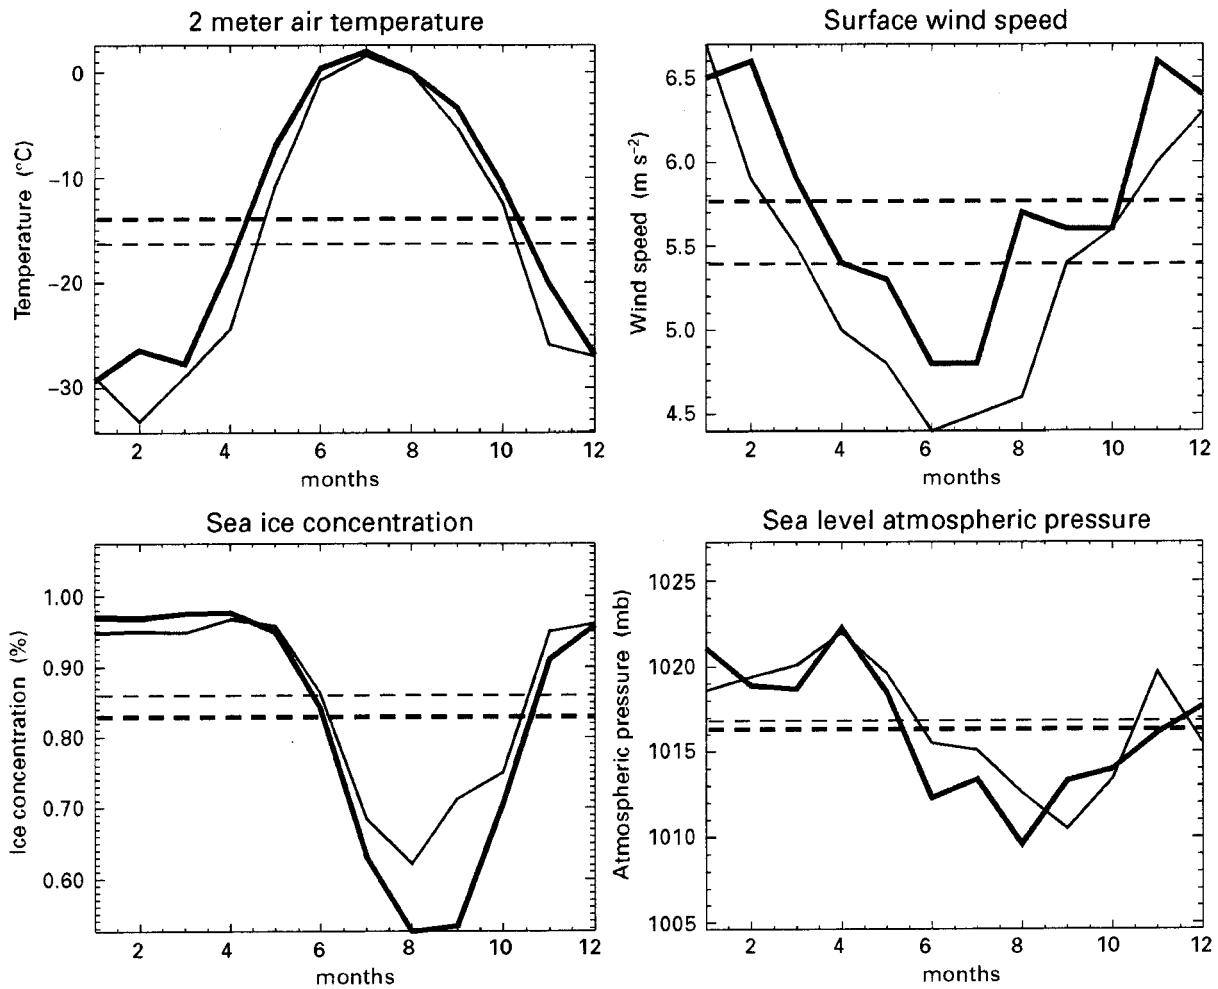 2 meter air temperature
Temperature (°C)
0
−10
−20
−30
2 4 6 8 10 12
months
Surface wind speed
Wind speed (m s⁻²)
6.5
6.0
5.5
5.0
4.5
2 4 6 8 10 12
months
Sea ice concentration
Ice concentration (%)
1.00
0.90
0.80
0.70
0.60
2 4 6 8 10 12
months
Sea level atmospheric pressure
Atmospheric pressure (mb)
1025
1020
1015
1010
1005
2 4 6 8 10 12
months